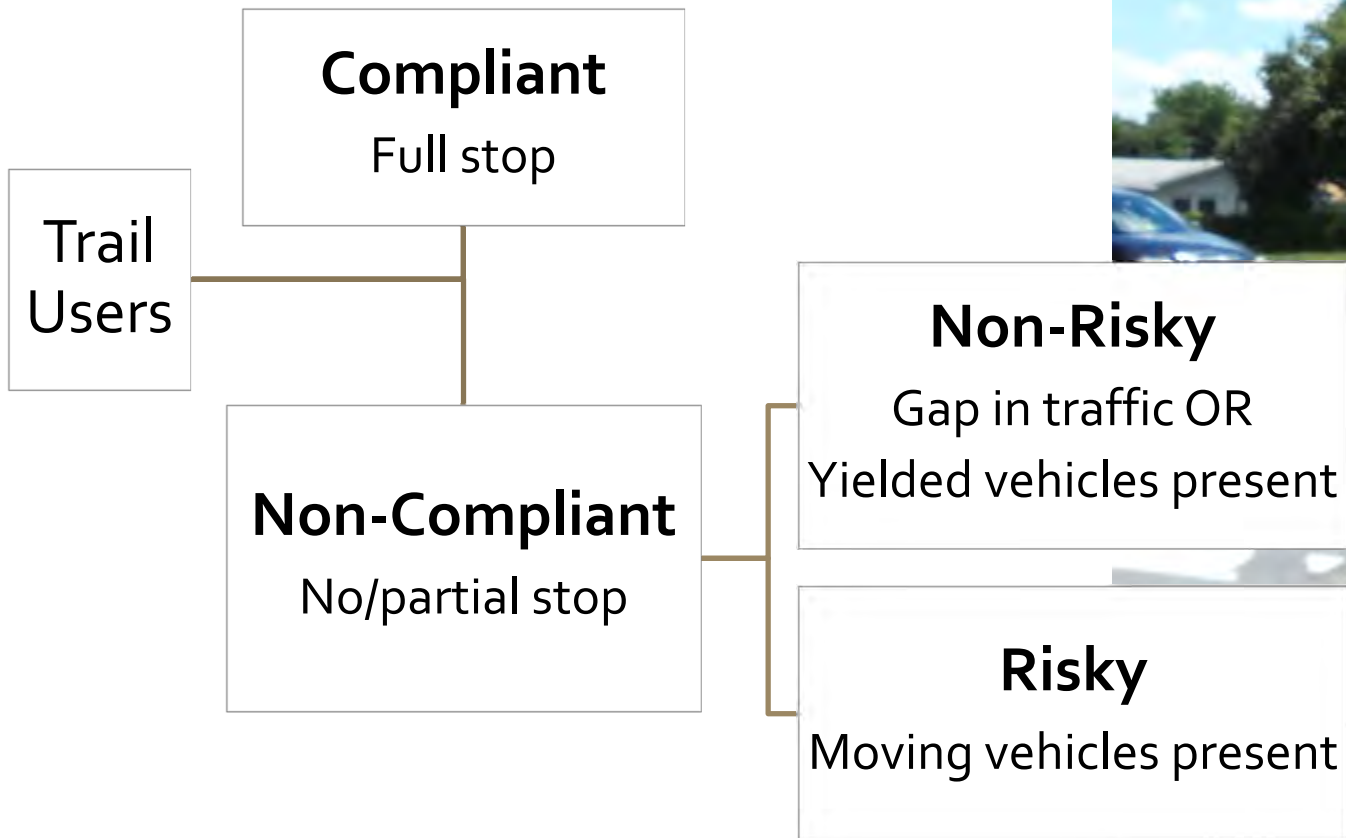 Trail
Users
Compliant
Full stop
Non-Compliant
No/partial stop
Non-Risky
Gap in traffic OR
Yielded vehicles present
Risky
Moving vehicles present